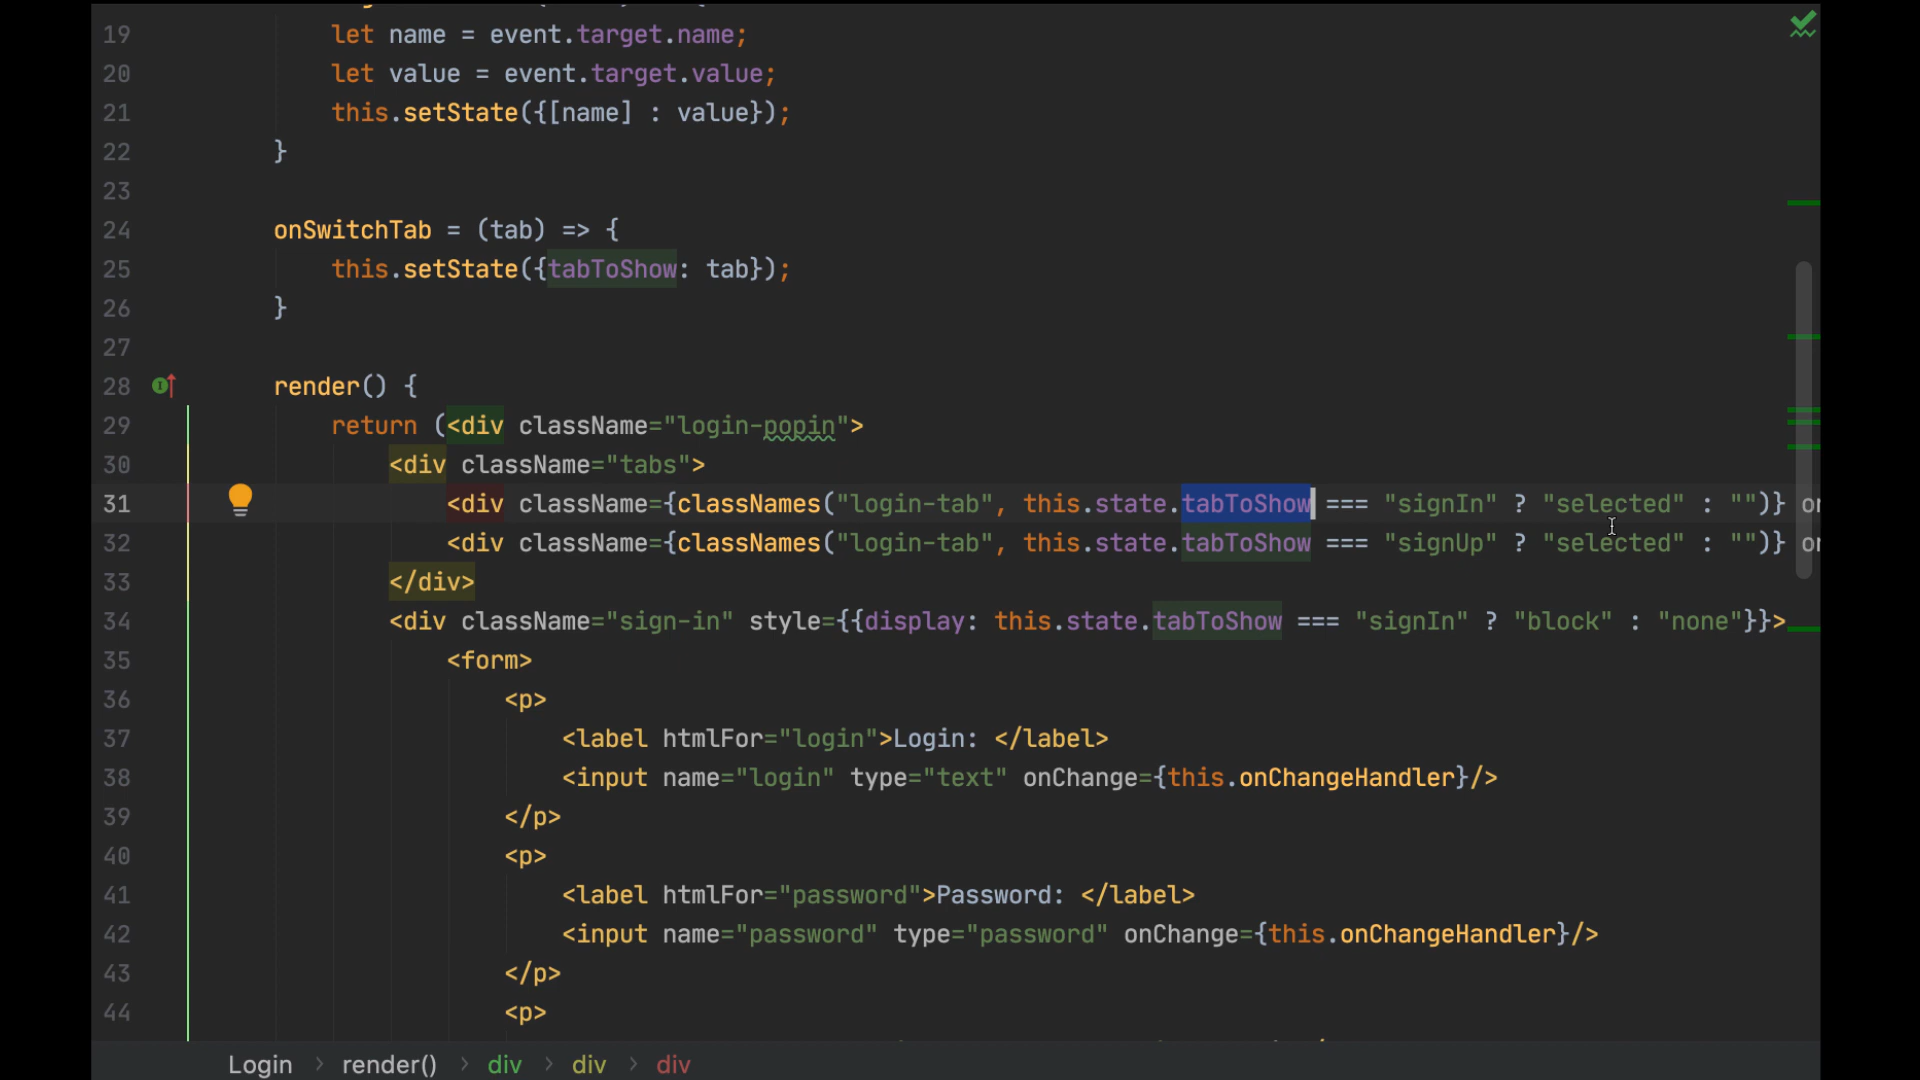 19 let name = event.target.name;
20 let value = event.target.value;
21 this.setState({[name] : value});
22 }
23
24 onSwitchTab = (tab) => {
25 this.setState({tabToShow: tab});
26 }
27
28 render() {
29 return (<div className="login-popin">
30 <div className="tabs">
31 <div className={classNames("login-tab", this.state.tabToShow === "signIn" ? "selected" : "")} on
32 <div className={classNames("login-tab", this.state.tabToShow === "signUp" ? "selected" : "")} on
33 </div>
34 <div className="sign-in" style={{display: this.state.tabToShow === "signIn" ? "block" : "none"}}>
35 <form>
36 <p>
37 <label htmlFor="login">Login: </label>
38 <input name="login" type="text" onChange={this.onChangeHandler}/>
39 </p>
40 <p>
41 <label htmlFor="password">Password: </label>
42 <input name="password" type="password" onChange={this.onChangeHandler}/>
43 </p>
44 <p>
Login > render() > div > div > div